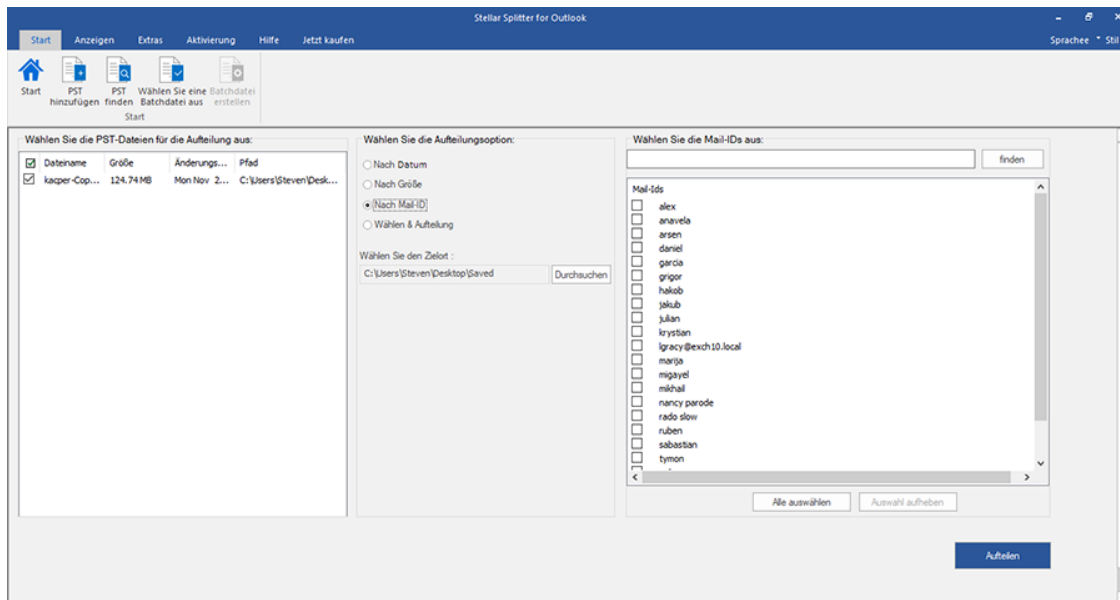 Stellar Splitter for Outlook
Start Anzeigen Extras Aktivierung Hilfe Jetzt kaufen Sprachee Stil
Start PST hinzufügen PST finden Wählen Sie eine Batchdatei aus Batchdatei erstellen
Start
Wählen Sie die PST-Dateien für die Aufteilung aus:
Dateiname Größe Änderungs... Pfad
kacper-Cop... 124.74 MB Mon Nov 2... C:\Users\Steven\Desk...
Wählen Sie die Aufteilungsoption:
Nach Datum
Nach Größe
Nach Mail-ID
Wählen & Aufteilung
Wählen Sie den Zielort :
C:\Users\Steven\Desktop\Saved Durchsuchen
Wählen Sie die Mail-IDs aus:
finden
Mail-Ids
alex
anavela
arsen
daniel
garcia
grigor
hakob
jakub
julian
krystian
lgracy@exch10.local
marija
migayel
mikhail
nancy parode
rado slow
ruben
sabastian
tymon
Alle auswählen Auswahl aufheben
Aufteilen